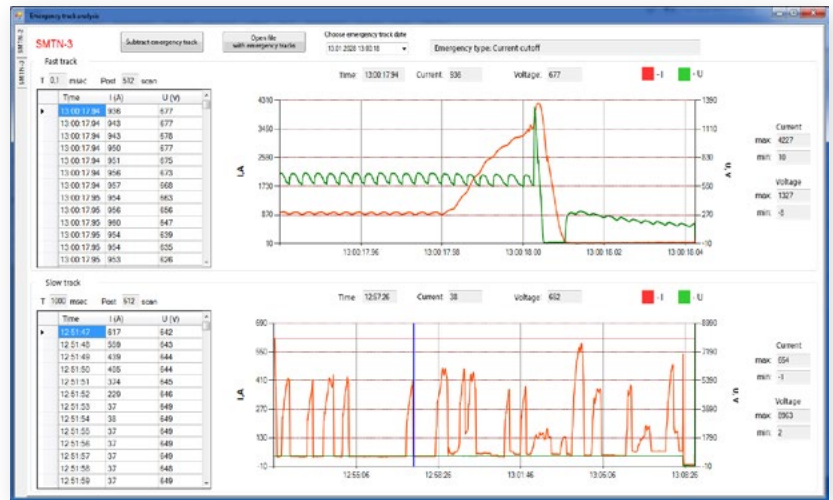 Emergency track analysis
SMTN-2
SMTN-3
SMTN-3
Subtract emergency track
Open file
with emergency tracks
Choose emergency track date
13.01.2028 13:00:18
Emergency type: Current cutoff
Fast track
T 0,1 msec Post 512 scan
Time I (A) U (V)
13:00:17.94 936 677
13:00:17.94 943 677
13:00:17.94 943 678
13:00:17.94 950 677
13:00:17.94 951 675
13:00:17.94 956 673
13:00:17.94 957 668
13:00:17.95 954 663
13:00:17.95 956 656
13:00:17.95 960 647
13:00:17.95 954 639
13:00:17.95 954 635
13:00:17.95 953 626
Time: 13:00:17.94 Current: 936 Voltage: 677
- I - U
I,A
4310
3450
2590
1730
870
10
1390
1110
830
550
270
-10
U, V
13:00:17.96 13:00:17.98 13:00:18.00 13:00:18.02 13:00:18.04
Current
max: 4227
min: 10
Voltage
max: 1327
min: -5
Slow track
T 1000 msec Post 512 scan
Time I (A) U (V)
12:51:47 617 642
12:51:48 559 643
12:51:49 439 644
12:51:50 405 644
12:51:51 374 645
12:51:52 220 646
12:51:53 37 649
12:51:54 38 649
12:51:55 37 649
12:51:56 37 649
12:51:57 37 649
12:51:58 37 648
12:51:59 37 649
Time: 12:57:26 Current: 38 Voltage: 652
- I - U
I,A
690
550
410
270
130
-10
8990
7190
5390
3590
1790
-10
U, V
12:55:06 12:58:26 13:01:46 13:05:06 13:08:26
Current
max: 654
min: -1
Voltage
max: 8963
min: 2